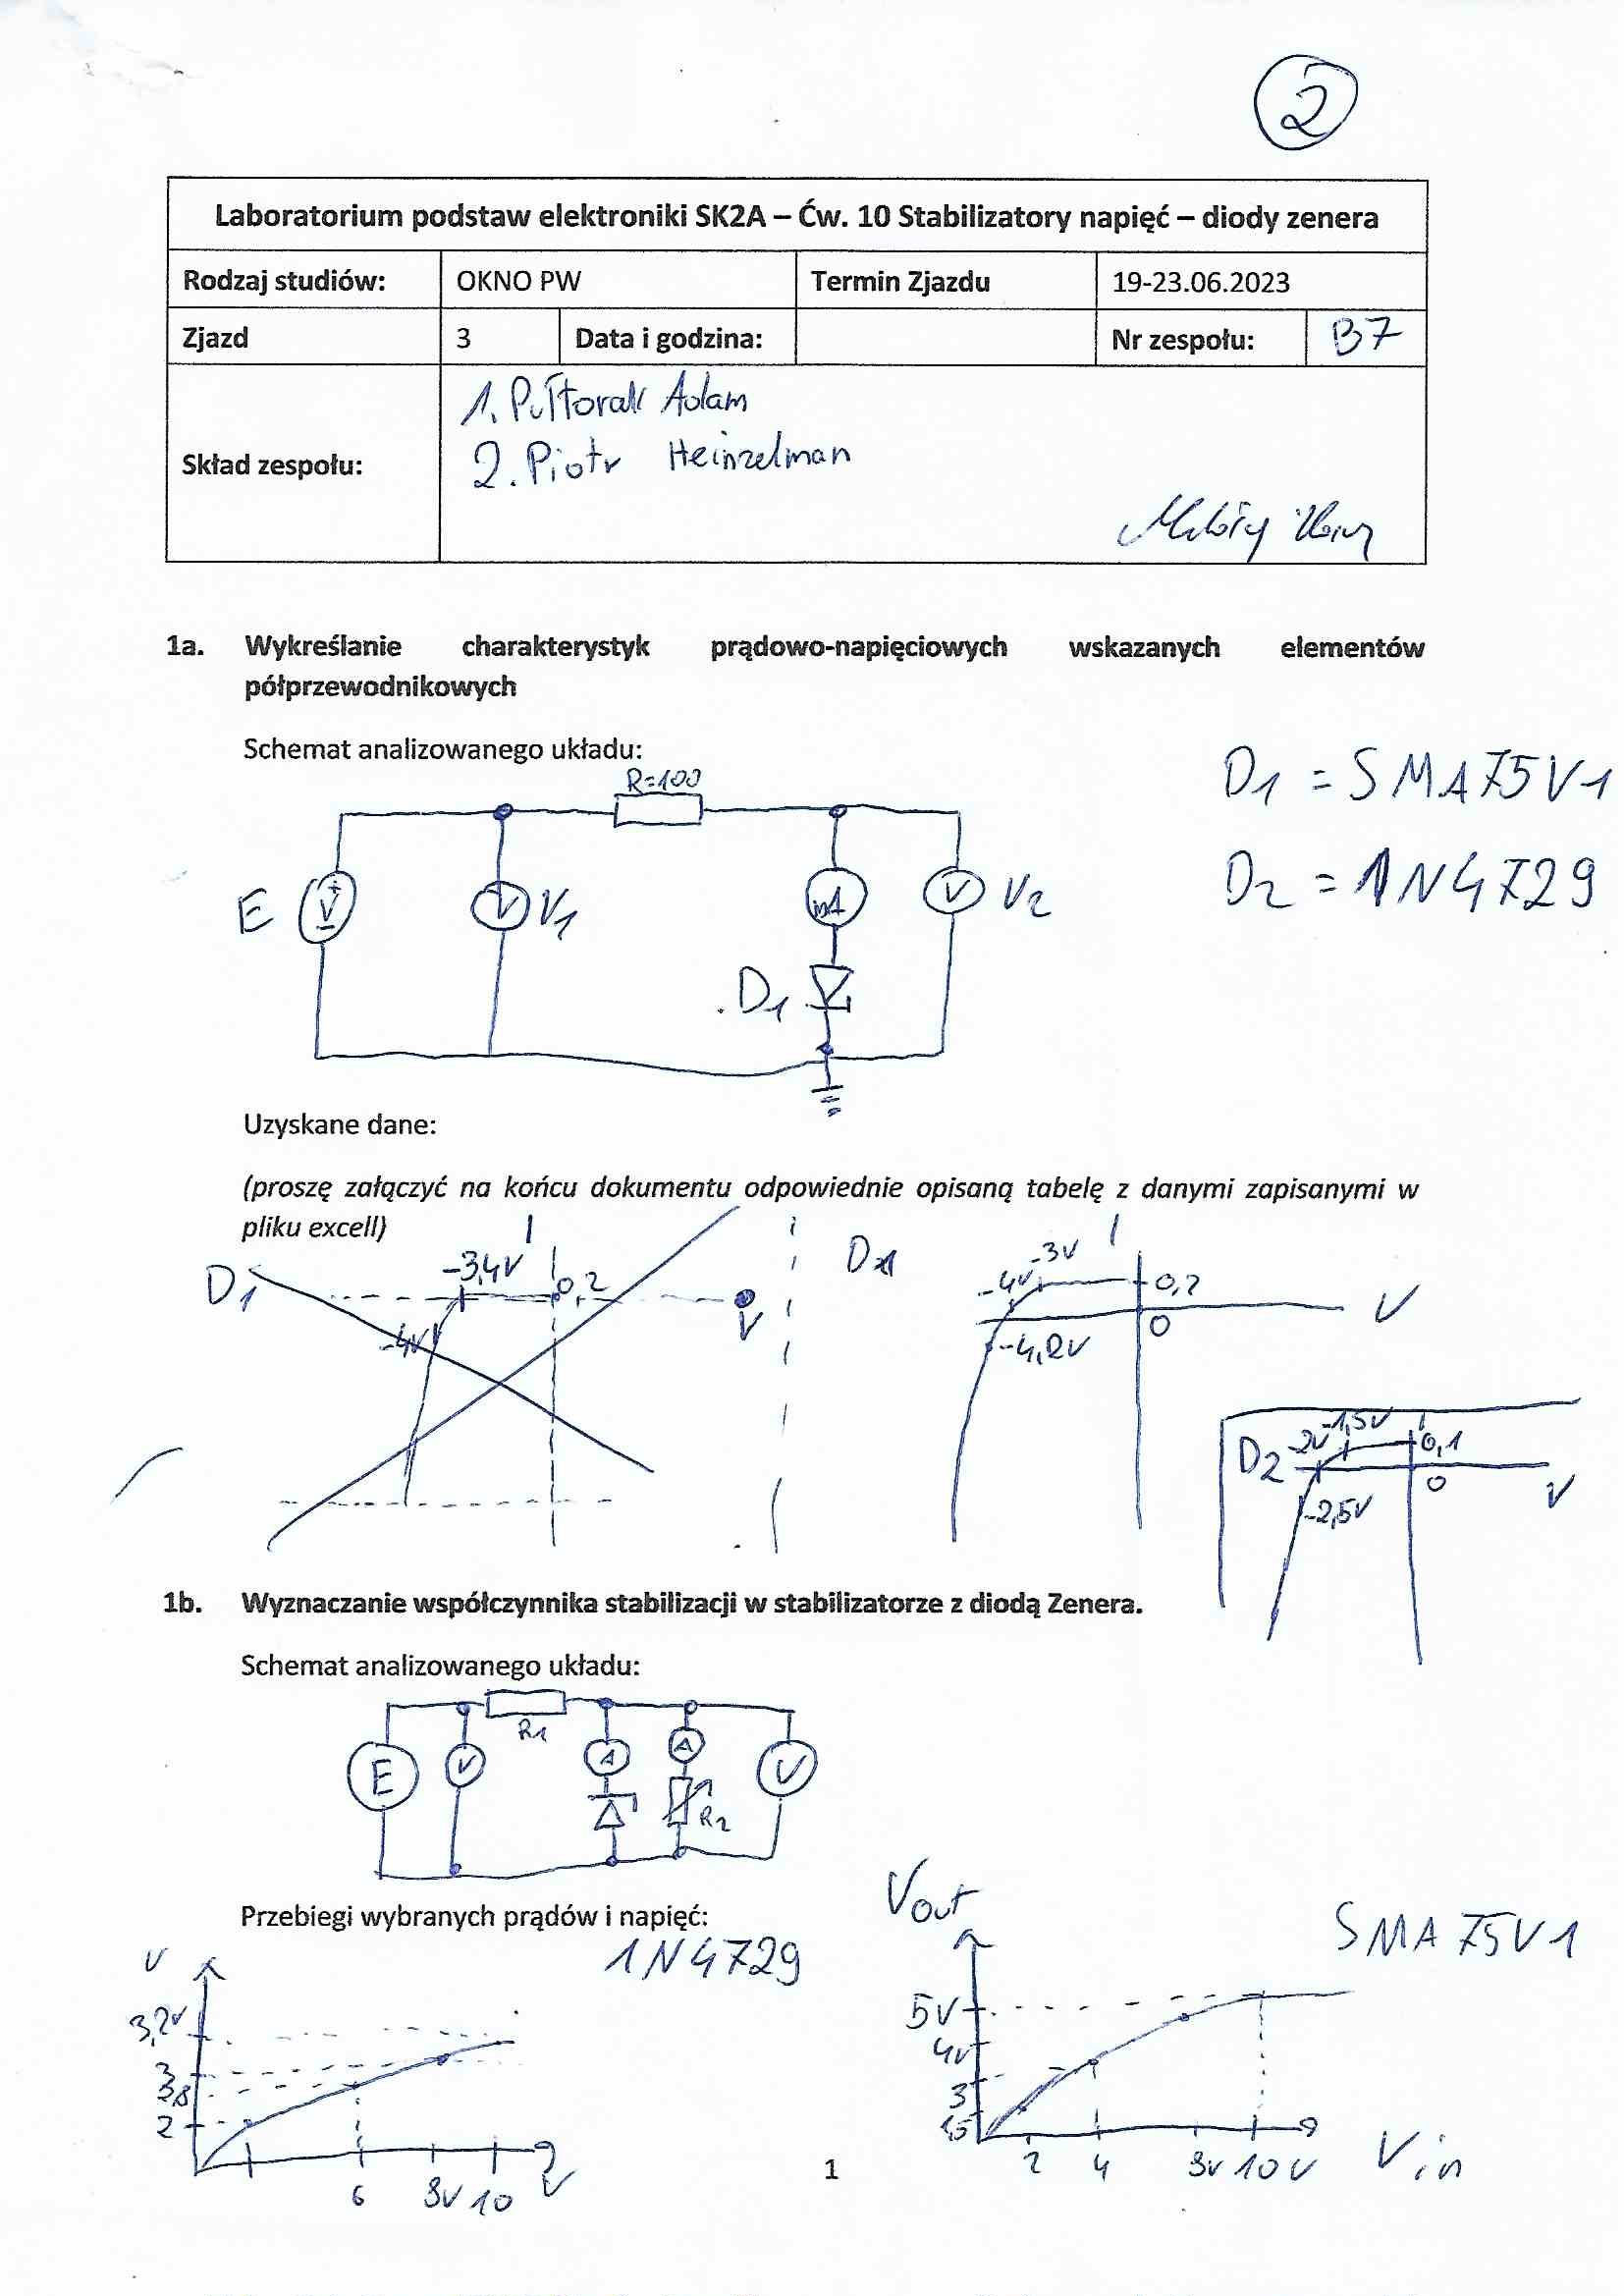 2
Laboratorium podstaw elektroniki SK2A – Ćw. 10 Stabilizatory napięć – diody zenera
Rodzaj studiów: OKNO PW Termin Zjazdu 19-23.06.2023
Zjazd 3 Data i godzina: Nr zespołu: B7
Skład zespołu:
1. Pułtorak Adam
2. Piotr Heinzelman
1a. Wykreślanie charakterystyk prądowo-napięciowych wskazanych elementów
półprzewodnikowych
Schemat analizowanego układu:
R=100
D1 = SMAZ5V1
D2 = 1N4729
E V V1 mA V V2
D1
Uzyskane dane:
(proszę załączyć na końcu dokumentu odpowiednie opisaną tabelę z danymi zapisanymi w
pliku excell)
D1 -3,4V I 0,2 -4V V
D1 -4V -3V I 0,2 V
0
-4,2V
D2 -2V -1,5V I 0,1
0 V
-2,5V
1b. Wyznaczanie współczynnika stabilizacji w stabilizatorze z diodą Zenera.
Schemat analizowanego układu:
R1
E V A A V
R2
Przebiegi wybranych prądów i napięć:
V 1N4729
3,2V
3
2
6 8V 10 V
Vout SMAZ5V1
5V
4V
3
1,5
2 4 8V 10V Vin
1